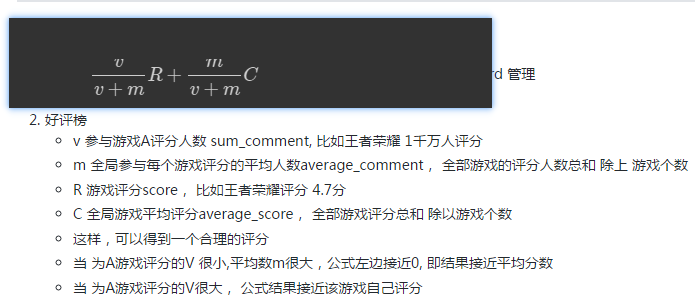 v/(v+m) R + m/(v+m) C
rd 管理
2. 好评榜
v 参与游戏A评分人数 sum_comment, 比如王者荣耀 1千万人评分
m 全局参与每个游戏评分的平均人数average_comment ， 全部游戏的评分人数总和 除上 游戏个数
R 游戏评分score ， 比如王者荣耀评分 4.7分
C 全局游戏平均评分average_score ， 全部游戏评分总和 除以游戏个数
这样，可以得到一个合理的评分
当 为A游戏评分的V 很小,平均数m很大，公式左边接近0, 即结果接近平均分数
当 为A游戏评分的V很大 ， 公式结果接近该游戏自己评分